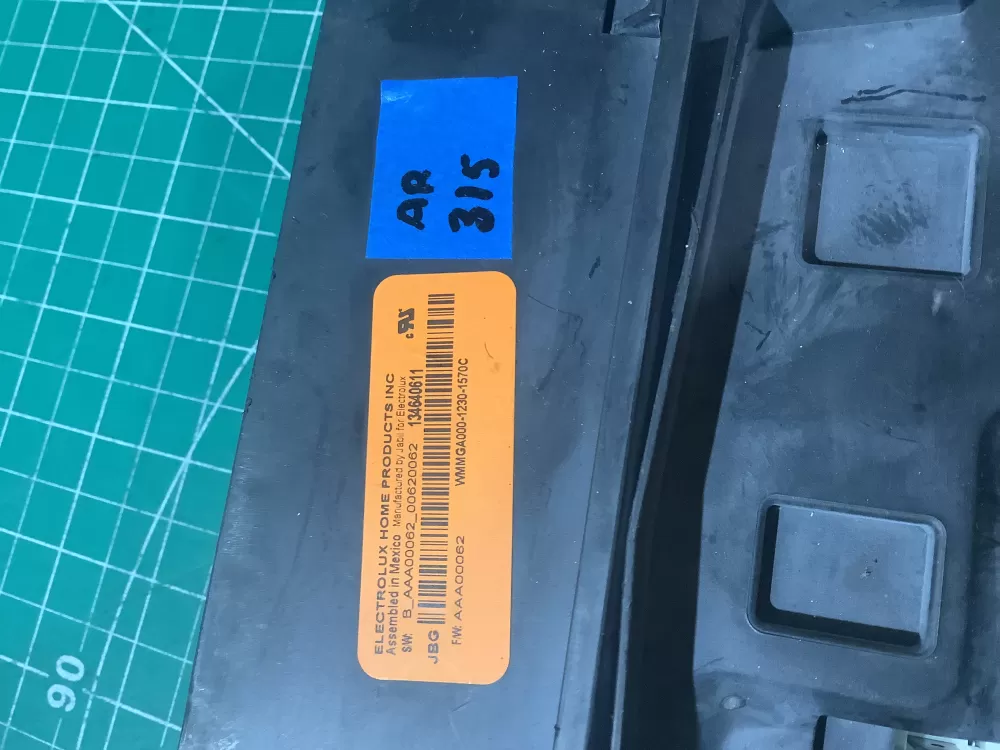 AR
315
ELECTROLUX HOME PRODUCTS INC
Assembled in Mexico Manufactured by Jabil for Electrolux
SW: B_AAA00062_00620062 134640611
JBG
F/W: AAA00062 WMMGA000-1230-1570C
c RU
90